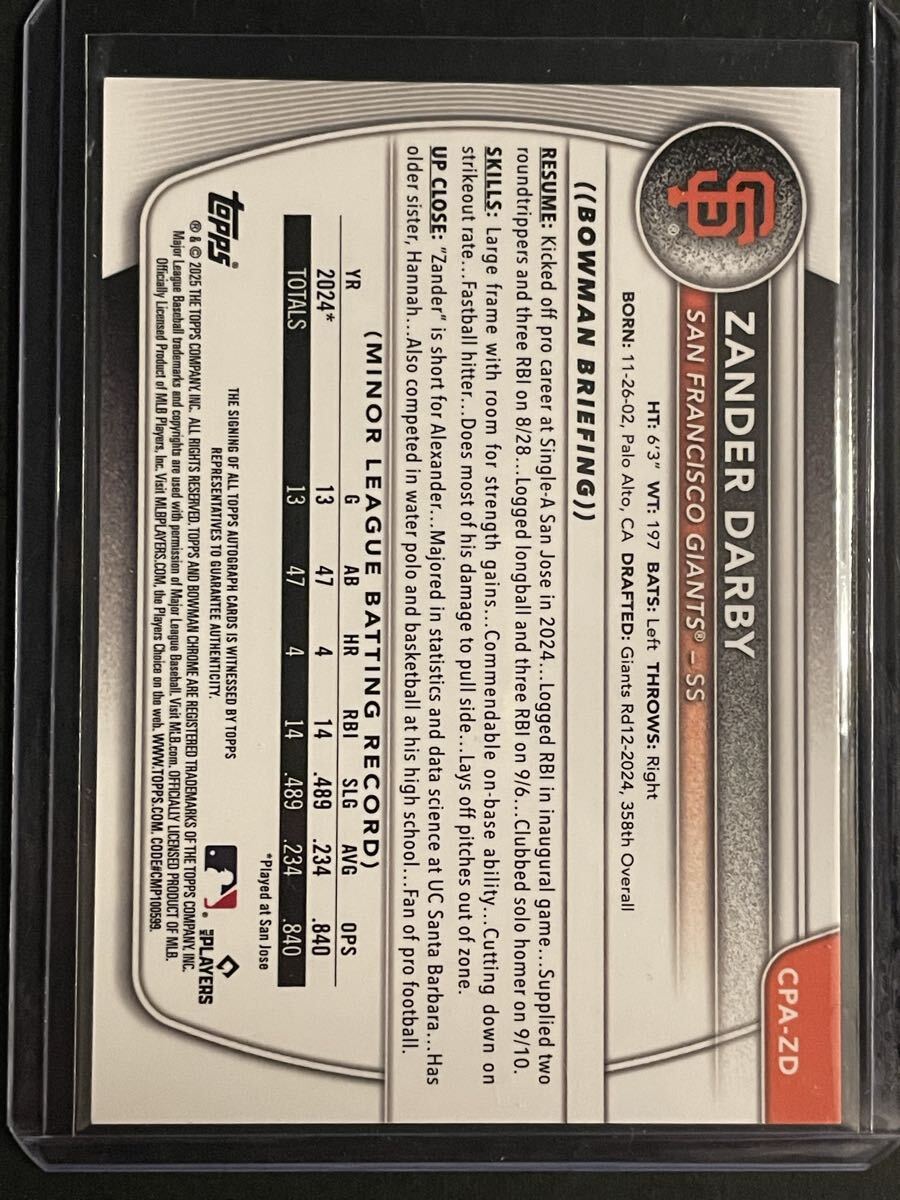 CPA-ZD
SF®
ZANDER DARBY
SAN FRANCISCO GIANTS® – SS
HT: 6'3" WT: 197 BATS: Left THROWS: Right
BORN: 11-26-02, Palo Alto, CA DRAFTED: Giants Rd12-2024, 358th Overall
((BOWMAN BRIEFING))
RESUME: Kicked off pro career at Single-A San Jose in 2024...Logged RBI in inaugural game...Supplied two
roundtrippers and three RBI on 8/28...Logged longball and three RBI on 9/6...Clubbed solo homer on 9/10.
SKILLS: Large frame with room for strength gains...Commendable on-base ability...Cutting down on
strikeout rate...Fastball hitter...Does most of his damage to pull side...Lays off pitches out of zone.
UP CLOSE: "Zander" is short for Alexander...Majored in statistics and data science at UC Santa Barbara...Has
older sister, Hannah...Also competed in water polo and basketball at his high school...Fan of pro football.
(MINOR LEAGUE BATTING RECORD)
YR G AB HR RBI SLG AVG OPS
2024* 13 47 4 14 .489 .234 .840
TOTALS 13 47 4 14 .489 .234 .840
*Played at San Jose
topps®
THE SIGNING OF ALL TOPPS AUTOGRAPH CARDS IS WITNESSED BY TOPPS
REPRESENTATIVES TO GUARANTEE AUTHENTICITY.
MLB PLAYERS
® & © 2025 THE TOPPS COMPANY, INC. ALL RIGHTS RESERVED. TOPPS AND BOWMAN CHROME ARE REGISTERED TRADEMARKS OF THE TOPPS COMPANY, INC.
Major League Baseball trademarks and copyrights are used with permission of Major League Baseball. Visit MLB.com. OFFICIALLY LICENSED PRODUCT OF MLB.
Officially Licensed Product of MLB Players, Inc. Visit MLBPLAYERS.COM, the Players Choice on the web. WWW.TOPPS.COM. CODE#CMP100599.